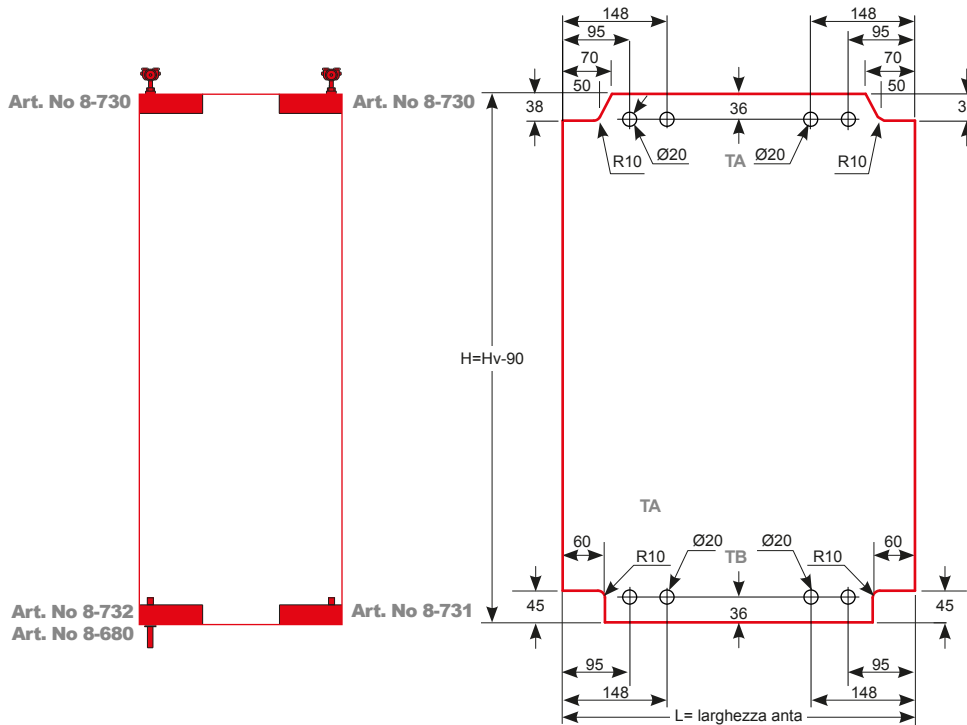 148
148
95
95
70
70
50
50
Art. No 8-730
Art. No 8-730
38
36
3
R10
Ø20
TA
Ø20
R10
H=Hv-90
TA
60
R10
Ø20
TB
Ø20
R10
60
Art. No 8-732
Art. No 8-731
45
36
45
Art. No 8-680
95
95
148
148
L= larghezza anta